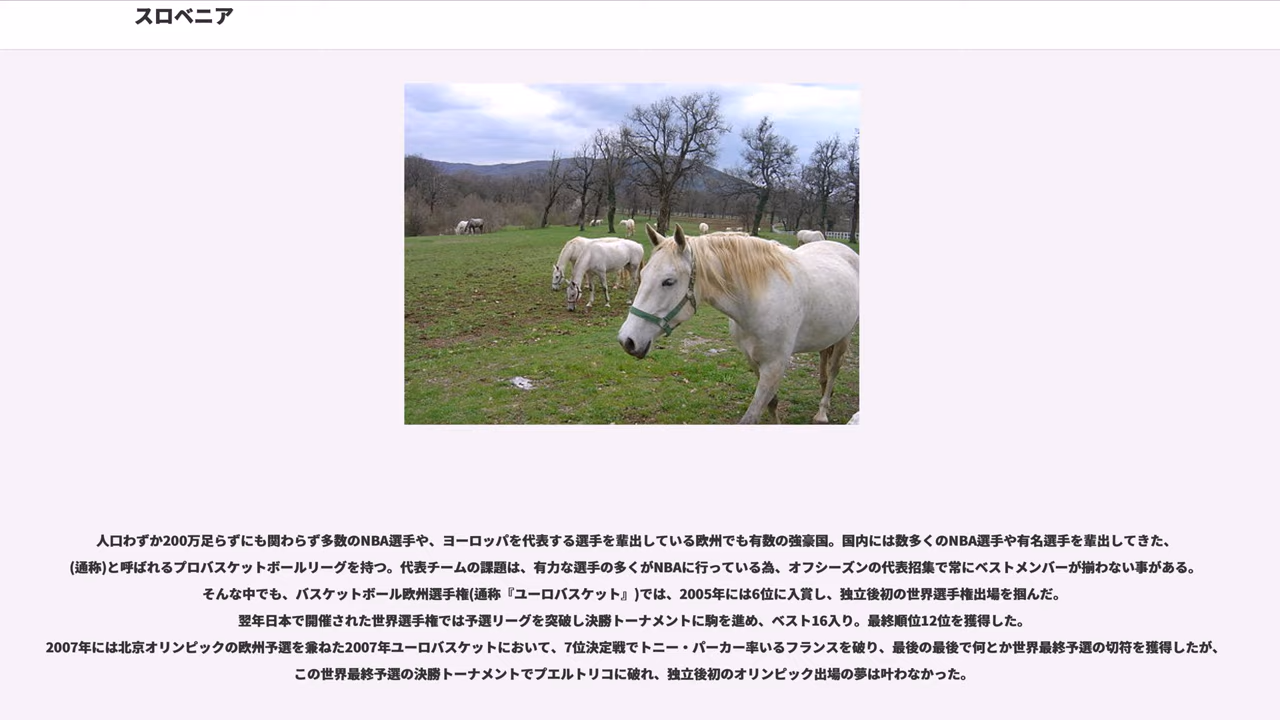 スロベニア
人口わずか200万足らずにも関わらず多数のNBA選手や、ヨーロッパを代表する選手を輩出している欧州でも有数の強豪国。国内には数多くのNBA選手や有名選手を輩出してきた、
(通称)と呼ばれるプロバスケットボールリーグを持つ。代表チームの課題は、有力な選手の多くがNBAに行っている為、オフシーズンの代表招集で常にベストメンバーが揃わない事がある。
そんな中でも、バスケットボール欧州選手権(通称『ユーロバスケット』)では、2005年には6位に入賞し、独立後初の世界選手権出場を掴んだ。
翌年日本で開催された世界選手権では予選リーグを突破し決勝トーナメントに駒を進め、ベスト16入り。最終順位12位を獲得した。
2007年には北京オリンピックの欧州予選を兼ねた2007年ユーロバスケットにおいて、7位決定戦でトニー・パーカー率いるフランスを破り、最後の最後で何とか世界最終予選の切符を獲得したが、
この世界最終予選の決勝トーナメントでプエルトリコに破れ、独立後初のオリンピック出場の夢は叶わなかった。